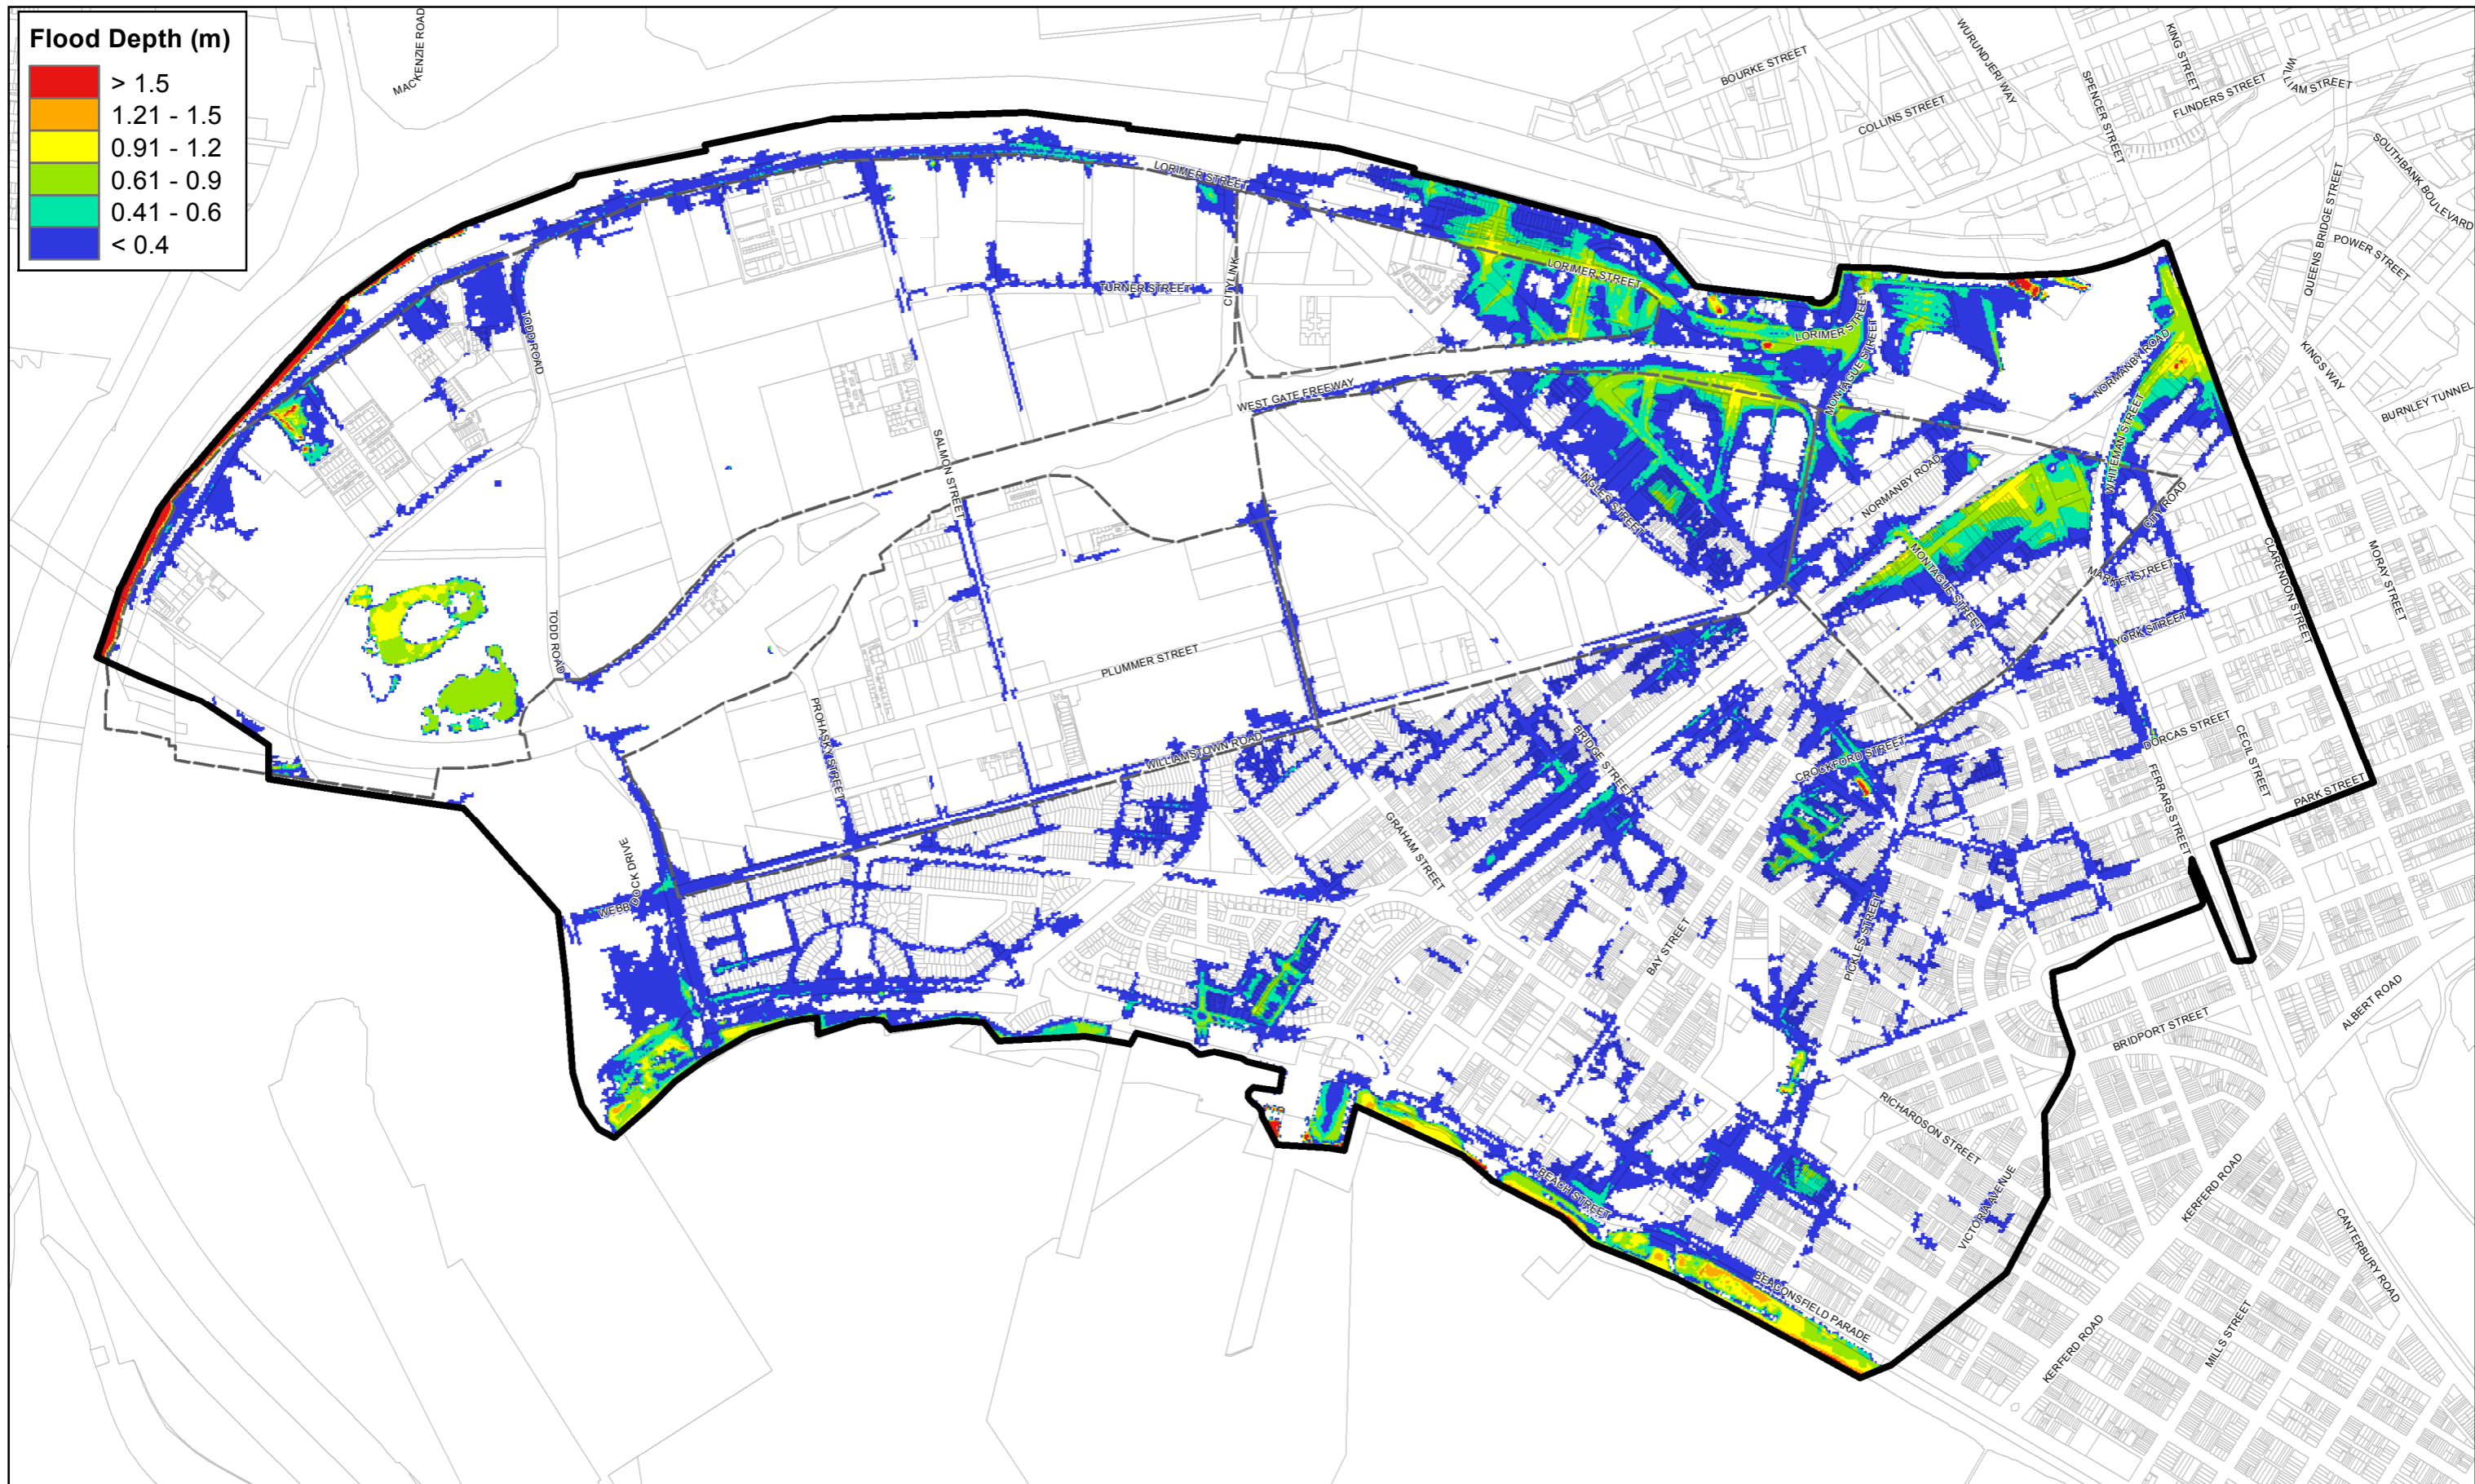 Flood Depth (m)
> 1.5
1.21 - 1.5
0.91 - 1.2
0.61 - 0.9
0.41 - 0.6
< 0.4
MACKENZIE ROAD
BOURKE STREET
WURUNDJERI WAY
KING STREET
WILLIAM STREET
SPENCER STREET
FLINDERS STREET
COLLINS STREET
SOUTHBANK BOULEVARD
QUEENS BRIDGE STREET
POWER STREET
LORIMER STREET
LORIMER STREET
LORIMER STREET
CITYLINK
TURNER STREET
TODD ROAD
MONTAGUE STREET
NORMANBY ROAD
KINGS WAY
BURNLEY TUNNEL
WEST GATE FREEWAY
SALMON STREET
WHITEMAN STREET
NORMANBY ROAD
INGLES STREET
CITY ROAD
MONTAGUE STREET
MARKET STREET
CLARENDON STREET
MORAY STREET
YORK STREET
TODD ROAD
PLUMMER STREET
PROHASKY STREET
WILLIAMSTOWN ROAD
BRIDGE STREET
CROCKFORD STREET
DORCAS STREET
CECIL STREET
PARK STREET
FERRARS STREET
GRAHAM STREET
WEBB DOCK DRIVE
BAY STREET
PICKLES STREET
ALBERT ROAD
BRIDPORT STREET
RICHARDSON STREET
BEACH STREET
VICTORIA AVENUE
KERFERD ROAD
CANTERBURY ROAD
BEACONSFIELD PARADE
KERFERD ROAD
MILLS STREET